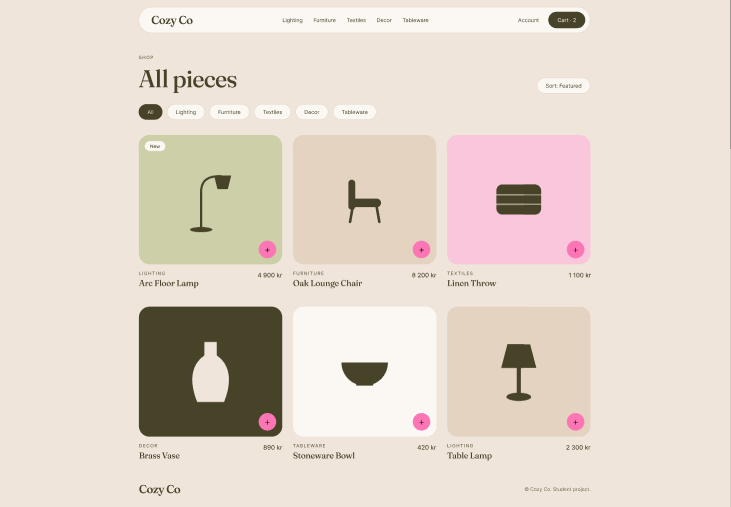 Cozy Co
Lighting Furniture Textiles Decor Tableware
Account
Cart · 2
SHOP
All pieces
Sort: Featured
All
Lighting
Furniture
Textiles
Decor
Tableware
New
+
+
+
LIGHTING
4 900 kr
Arc Floor Lamp
FURNITURE
8 200 kr
Oak Lounge Chair
TEXTILES
1 100 kr
Linen Throw
+
+
+
DECOR
890 kr
Brass Vase
TABLEWARE
420 kr
Stoneware Bowl
LIGHTING
2 300 kr
Table Lamp
Cozy Co
© Cozy Co. Student project.